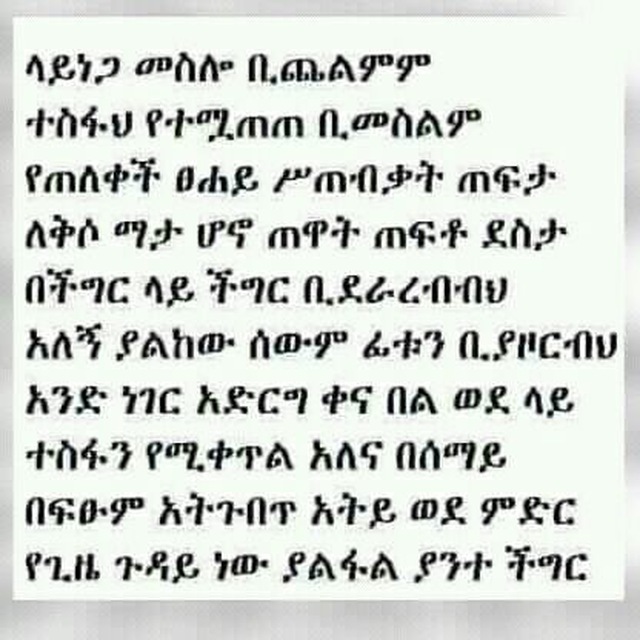 ላይነጋ መስሎ ቢጨልምም
ተስፋህ የተሟጠጠ ቢመስልም
የጠለቀች ፀሐይ ሥጠብቃት ጠፍታ
ለቅሶ ማታ ሆኖ ጠዋት ጠፍቶ ደስታ
በችግር ላይ ችግር ቢደራረብብህ
አለኝ ያልከው ሰውም ፊቱን ቢያዞርብህ
አንድ ነገር አድርግ ቀና በል ወደ ላይ
ተስፋን የሚቀጥል አለና በሰማይ
በፍፁም አትጉበጥ አትይ ወደ ምድር
የጊዜ ጉዳይ ነው ያልፋል ያንተ ችግር